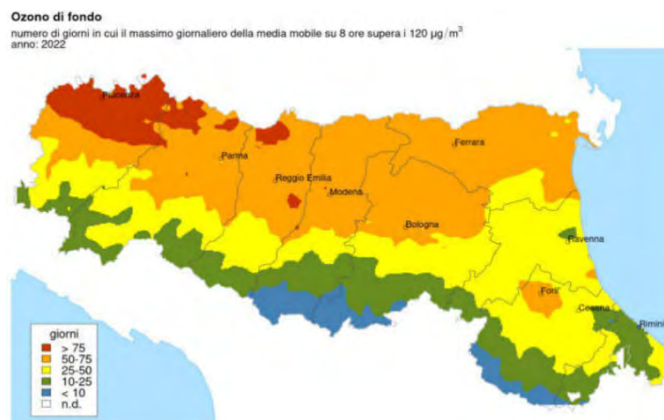 Ozono di fondo
numero di giorni in cui il massimo giornaliero della media mobile su 8 ore supera i 120 µg/m³
anno: 2022
Piacenza
Parma
Ferrara
Reggio Emilia
Modena
Bologna
Ravenna
Forlì
Cesena
Rimini
giorni
> 75
50-75
25-50
10-25
< 10
n.d.